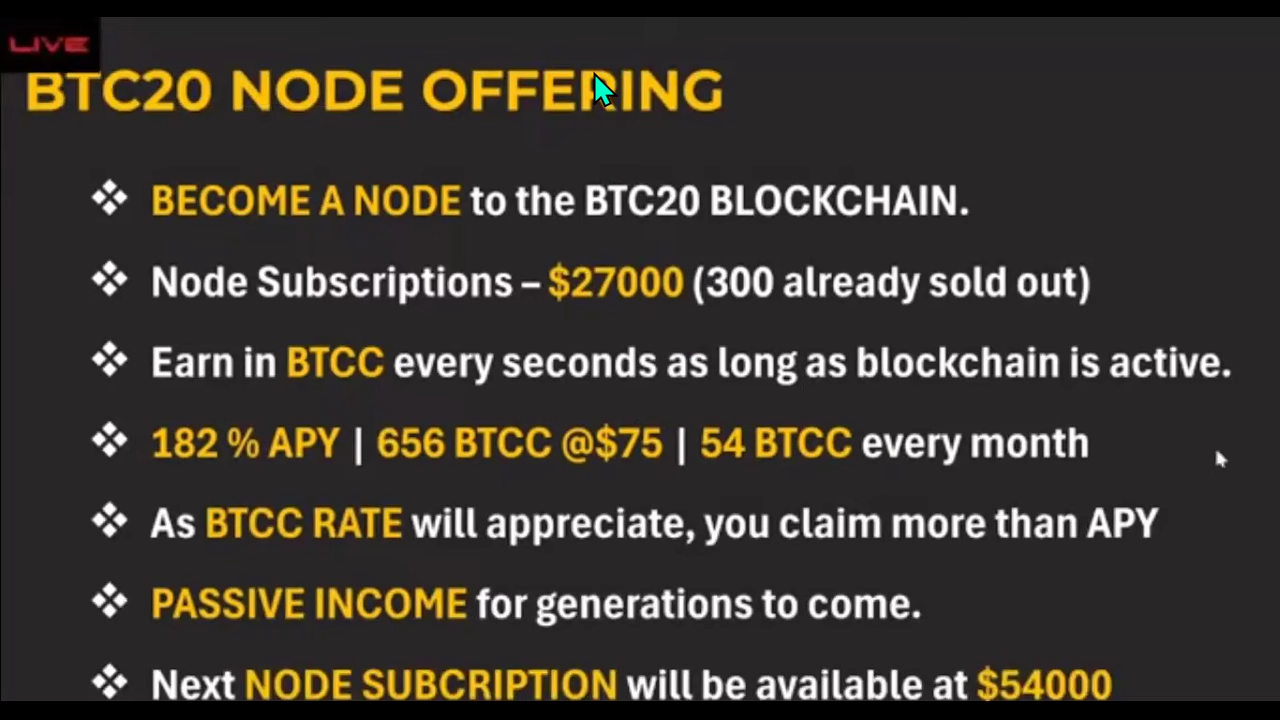 LIVE
BTC20 NODE OFFERING
❖ BECOME A NODE to the BTC20 BLOCKCHAIN.
❖ Node Subscriptions – $27000 (300 already sold out)
❖ Earn in BTCC every seconds as long as blockchain is active.
❖ 182 % APY | 656 BTCC @$75 | 54 BTCC every month
❖ As BTCC RATE will appreciate, you claim more than APY
❖ PASSIVE INCOME for generations to come.
❖ Next NODE SUBCRIPTION will be available at $54000